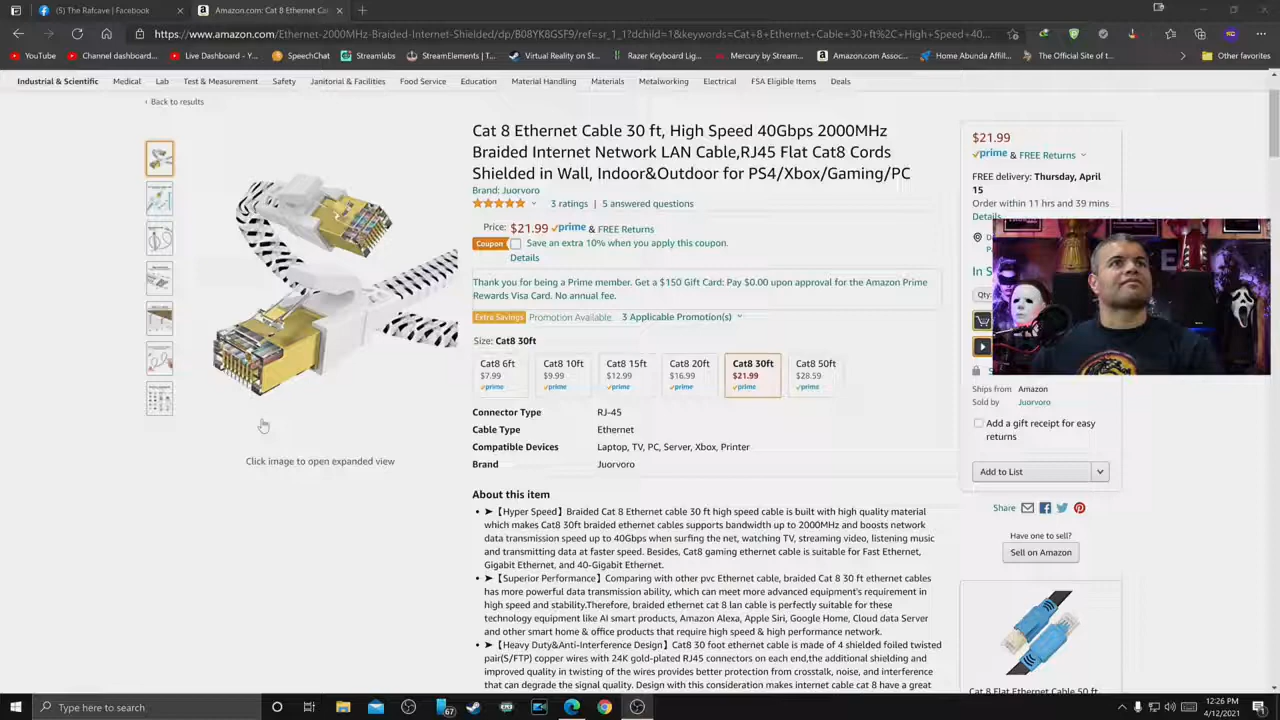 The Rafcave | Facebook
Amazon.com: Cat 8 Ethernet Cal
https://www.amazon.com/Ethernet-2000MHz-Braided-Internet-Shielded/dp/B08YK8GSF9/ref=sr_1_1?dchild=1&keywords=Cat+8+Ethernet+Cable+30+ft%2C+High+Speed+40...
YouTube
Channel dashboar...
Live Dashboard - C...
SpeechChat
Streamlabs
StreamElements | T...
Virtual Reality on St...
Razer Keyboard Lig...
Mercury by Stream...
Amazon.com Assoc...
Home Abunda Affil...
The Official Site of t...
Other favorites
Industrial & Scientific
Medical
Lab
Test & Measurement
Safety
Janitorial & Facilities
Food Service
Education
Material Handling
Materials
Metalworking
Electrical
FSA Eligible Items
Deals
‹ Back to results
Cat 8 Ethernet Cable 30 ft, High Speed 40Gbps 2000MHz
Braided Internet Network LAN Cable,RJ45 Flat Cat8 Cords
Shielded in Wall, Indoor&Outdoor for PS4/Xbox/Gaming/PC
Brand: Juorvoro
3 ratings | 5 answered questions
Price: $21.99 prime & FREE Returns
Coupon Save an extra 10% when you apply this coupon.
Details
Thank you for being a Prime member. Get a $150 Gift Card: Pay $0.00 upon approval for the Amazon Prime
Rewards Visa Card. No annual fee.
Extra Savings Promotion Available. 3 Applicable Promotion(s)
Size: Cat8 30ft
Cat8 6ft
$7.99
prime
Cat8 10ft
$9.99
prime
Cat8 15ft
$12.99
prime
Cat8 20ft
$16.99
prime
Cat8 30ft
$21.99
prime
Cat8 50ft
$28.59
prime
Connector Type RJ-45
Cable Type Ethernet
Compatible Devices Laptop, TV, PC, Server, Xbox, Printer
Brand Juorvoro
Click image to open expanded view
About this item
➤【Hyper Speed】Braided Cat 8 Ethernet cable 30 ft high speed cable is built with high quality material
which makes Cat8 30ft braided ethernet cables supports bandwidth up to 2000MHz and boosts network
data transmission speed up to 40Gbps when surfing the net, watching TV, streaming video, listening music
and transmitting data at faster speed. Besides, Cat8 gaming ethernet cable is suitable for Fast Ethernet,
Gigabit Ethernet, and 40-Gigabit Ethernet.
➤【Superior Performance】Comparing with other pvc Ethernet cable, braided Cat 8 30 ft ethernet cables
has more powerful data transmission ability, which can meet more advanced equipment's requirement in
high speed and stability.Therefore, braided ethernet cat 8 lan cable is perfectly suitable for these
technology equipment like AI smart products, Amazon Alexa, Apple Siri, Google Home, Cloud data Server
and other smart home & office products that require high speed & high performance network.
➤【Heavy Duty&Anti-Interference Design】Cat8 30 foot ethernet cable is made of 4 shielded foiled twisted
pair(S/FTP) copper wires with 24K gold-plated RJ45 connectors on each end,the additional shielding and
improved quality in twisting of the wires provides better protection from crosstalk, noise, and interference
that can degrade the signal quality. Design with this consideration makes internet cable cat 8 have a great
$21.99
prime & FREE Returns
FREE delivery: Thursday, April
15
Order within 11 hrs and 39 mins
Details
In S
Qty:
Ships from Amazon
Sold by Juorvoro
Add a gift receipt for easy
returns
Add to List
Share
Have one to sell?
Sell on Amazon
Cat 8 Flat Ethernet Cable 50 ft,
Type here to search
67
12:26 PM
4/12/2021